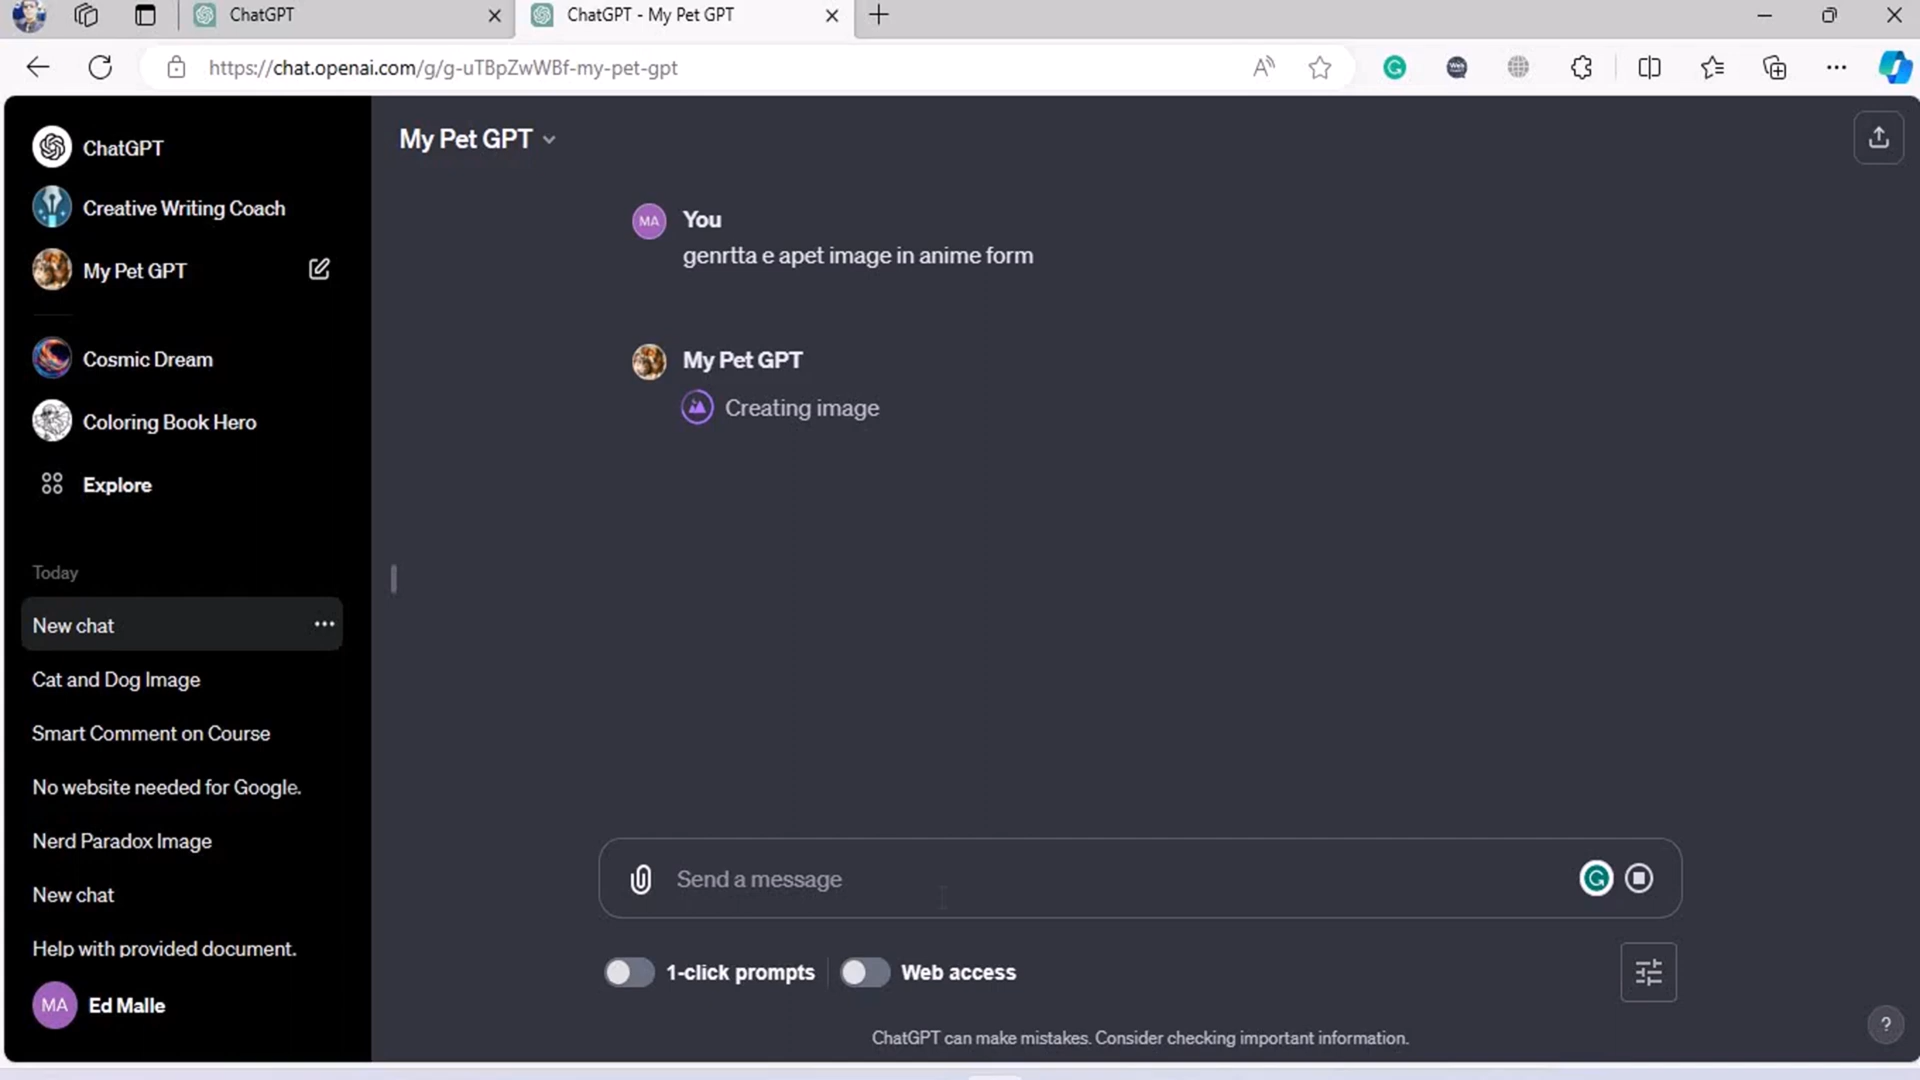 ChatGPT
ChatGPT - My Pet GPT
https://chat.openai.com/g/g-uTBpZwWBf-my-pet-gpt
ChatGPT
Creative Writing Coach
My Pet GPT
Cosmic Dream
Coloring Book Hero
Explore
Today
New chat
Cat and Dog Image
Smart Comment on Course
No website needed for Google.
Nerd Paradox Image
New chat
Help with provided document.
MA
Ed Malle
My Pet GPT
MA
You
genrtta e apet image in anime form
My Pet GPT
Creating image
Send a message
1-click prompts
Web access
ChatGPT can make mistakes. Consider checking important information.
?